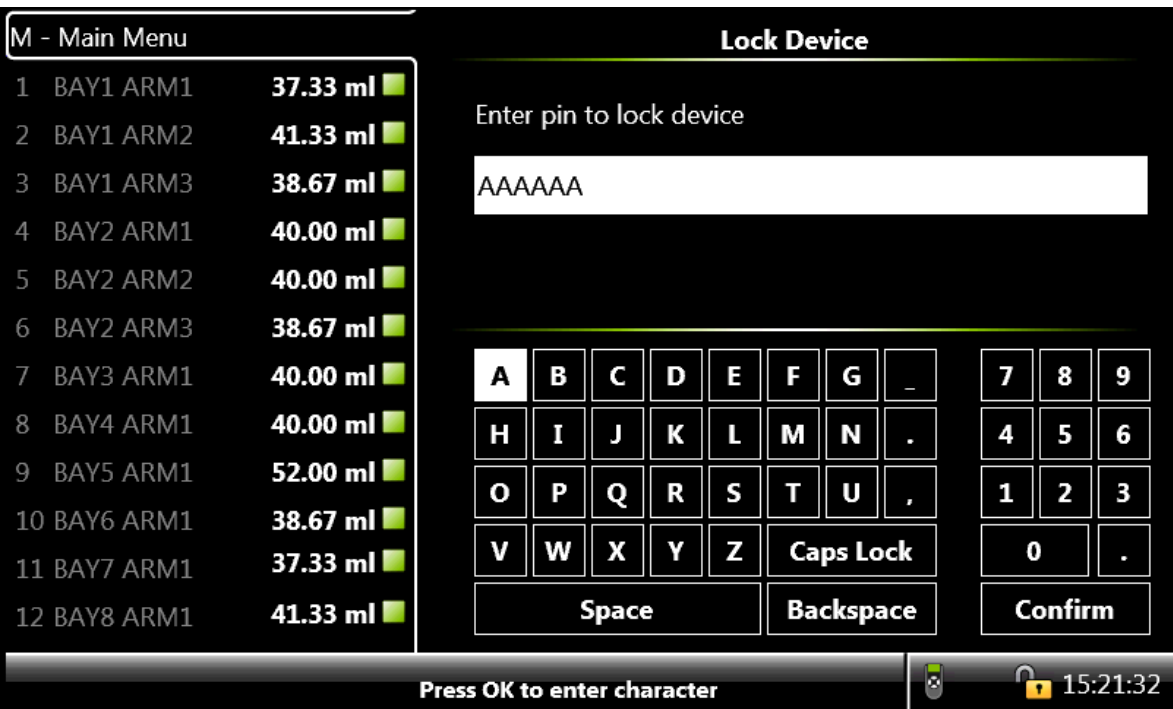 M - Main Menu
1 BAY1 ARM1 37.33 ml
2 BAY1 ARM2 41.33 ml
3 BAY1 ARM3 38.67 ml
4 BAY2 ARM1 40.00 ml
5 BAY2 ARM2 40.00 ml
6 BAY2 ARM3 38.67 ml
7 BAY3 ARM1 40.00 ml
8 BAY4 ARM1 40.00 ml
9 BAY5 ARM1 52.00 ml
10 BAY6 ARM1 38.67 ml
11 BAY7 ARM1 37.33 ml
12 BAY8 ARM1 41.33 ml
Lock Device
Enter pin to lock device
AAAAAA
A B C D E F G _ 7 8 9
H I J K L M N . 4 5 6
O P Q R S T U , 1 2 3
V W X Y Z Caps Lock 0 .
Space Backspace Confirm
Press OK to enter character
15:21:32